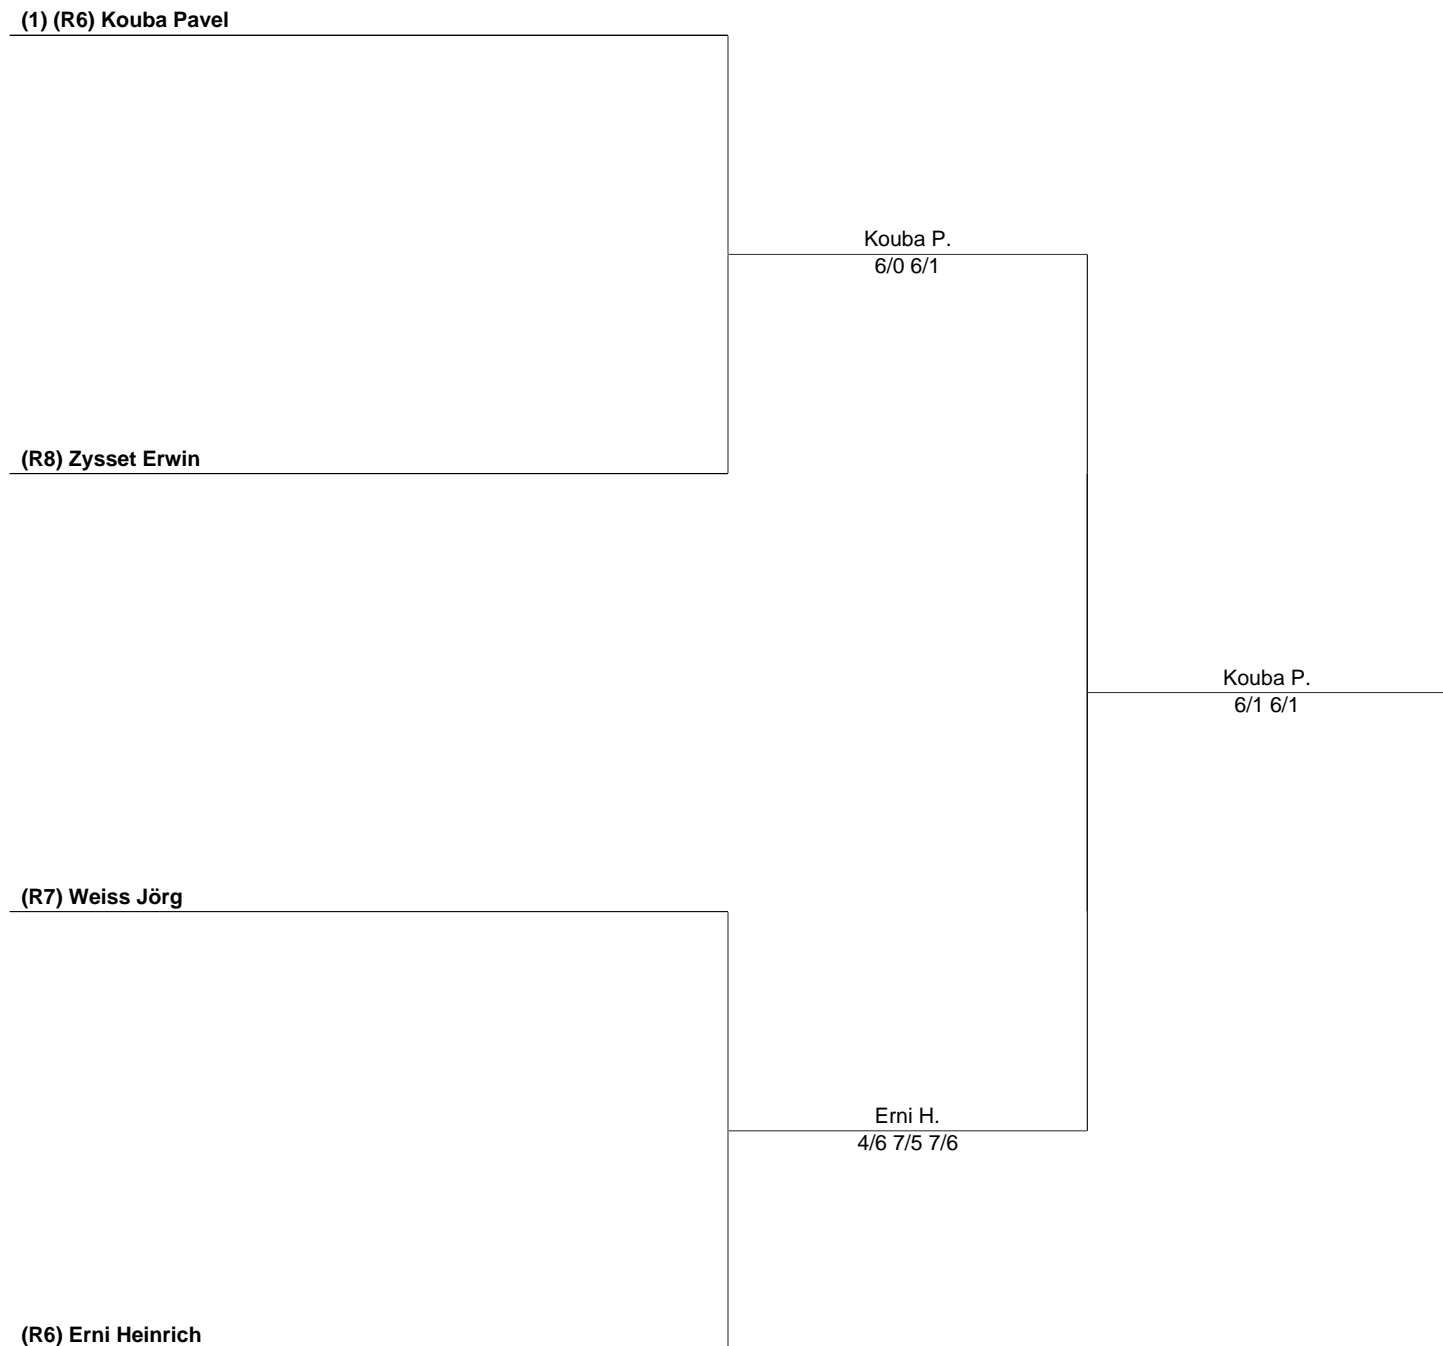 (1) (R6) Kouba Pavel
Kouba P.
6/0 6/1
(R8) Zysset Erwin
Kouba P.
6/1 6/1
(R7) Weiss Jörg
Erni H.
4/6 7/5 7/6
(R6) Erni Heinrich